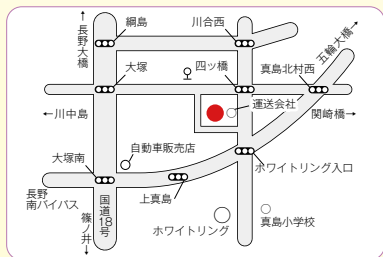 ←長野大橋
綱島
川合西
五輪大橋→
大塚
四ッ橋
真島北村西
運送会社
←川中島
関崎橋→
自動車販売店
大塚南
ホワイトリング入口
長野
南バイパス
国道18号
上真島
篠ノ井→
ホワイトリング
真島小学校